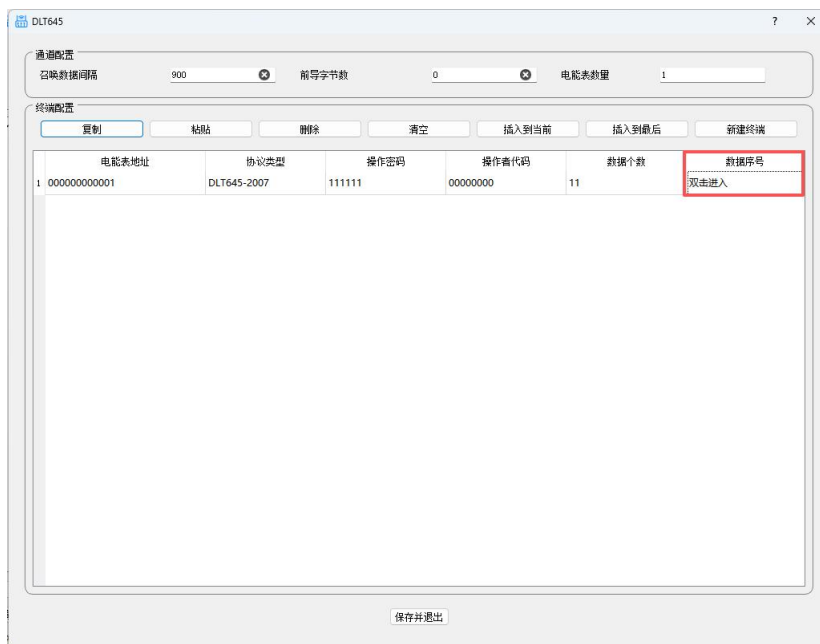 DLT645 ? ×
通道配置
召唤数据间隔 900 前导字节数 0 电能表数量 1
终端配置
复制 粘贴 删除 清空 插入到当前 插入到最后 新建终端
电能表地址 协议类型 操作密码 操作者代码 数据个数 数据序号
1 000000000001 DLT645-2007 111111 00000000 11 双击进入
保存并退出